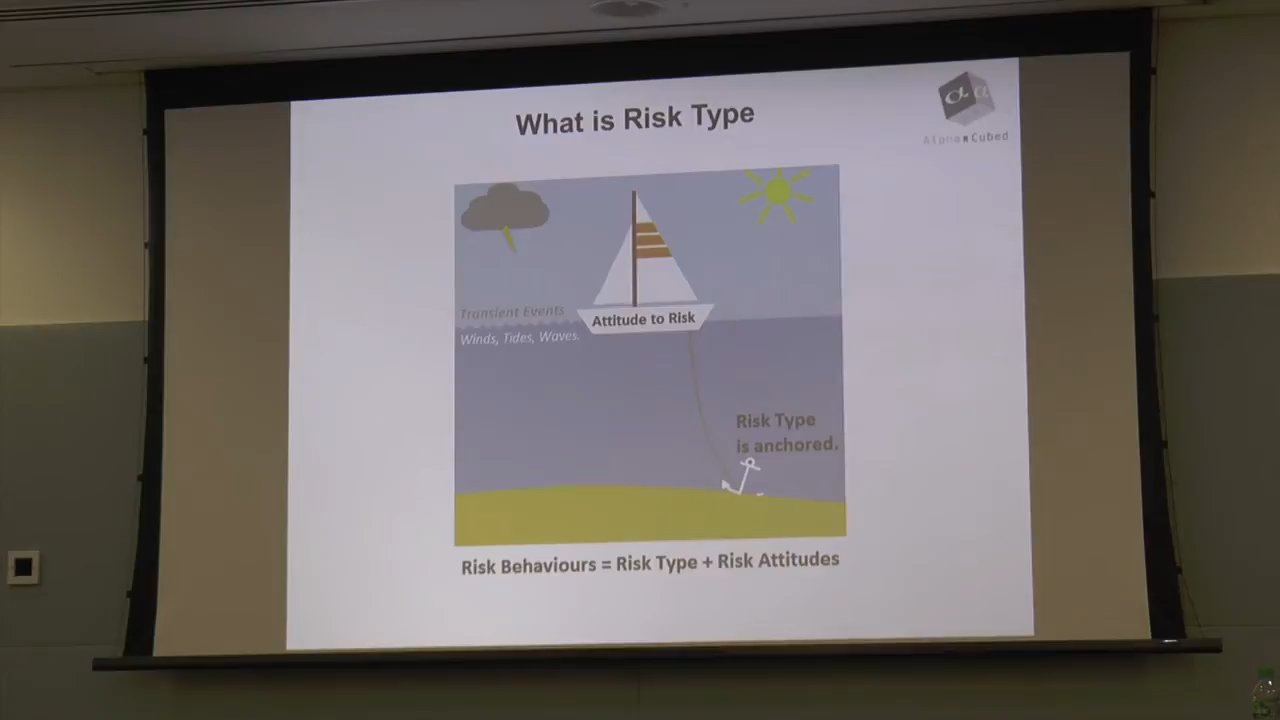 What is Risk Type
Alpha Cubed
Transient Events
Winds, Tides, Waves.
Attitude to Risk
Risk Type
is anchored.
Risk Behaviours = Risk Type + Risk Attitudes